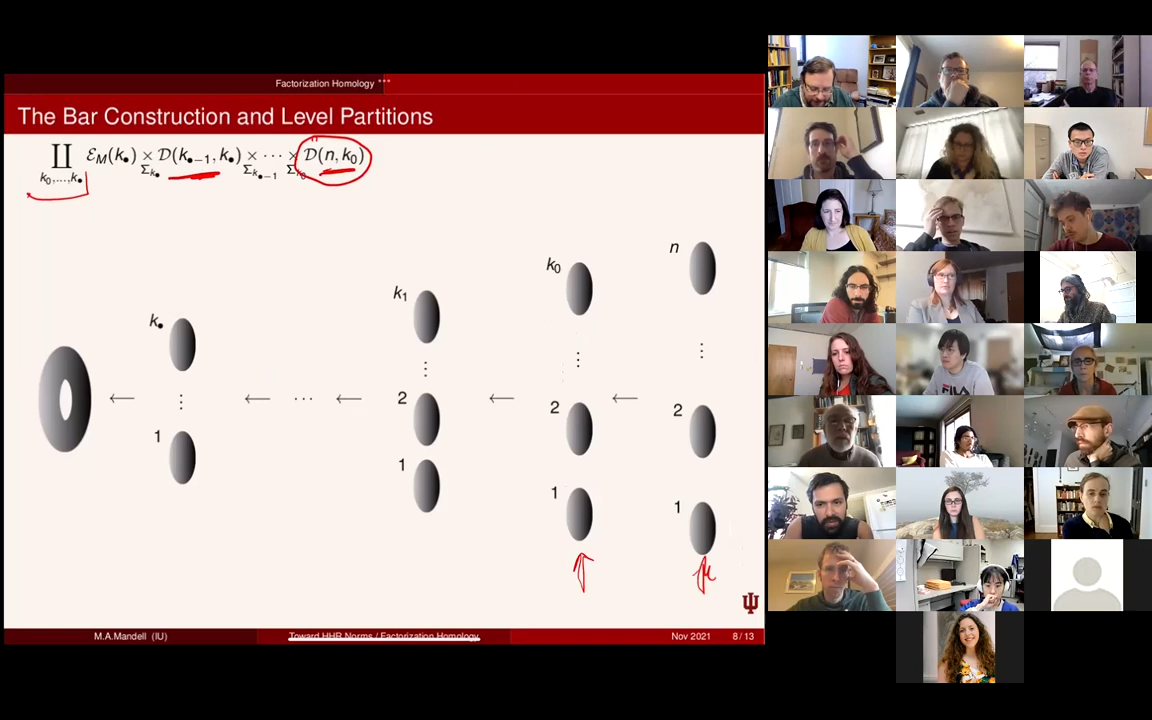 Factorization Homology
The Bar Construction and Level Partitions
∐ ℰ_M(k_•) × 𝒟(k_{•−1}, k_•) × ⋯ × 𝒟(n, k_0)
k_0,...,k_• Σ_{k_•} Σ_{k_{•−1}}
n
k_0
k_1
k_•
⋮ ⋮ ⋮ ⋮
← ← ⋯ ← ← ←
2 2 2
1 1 1 1
FILA
Ψ
M.A.Mandell (IU) Toward HHR Norms / Factorization Homology Nov 2021 8 / 13